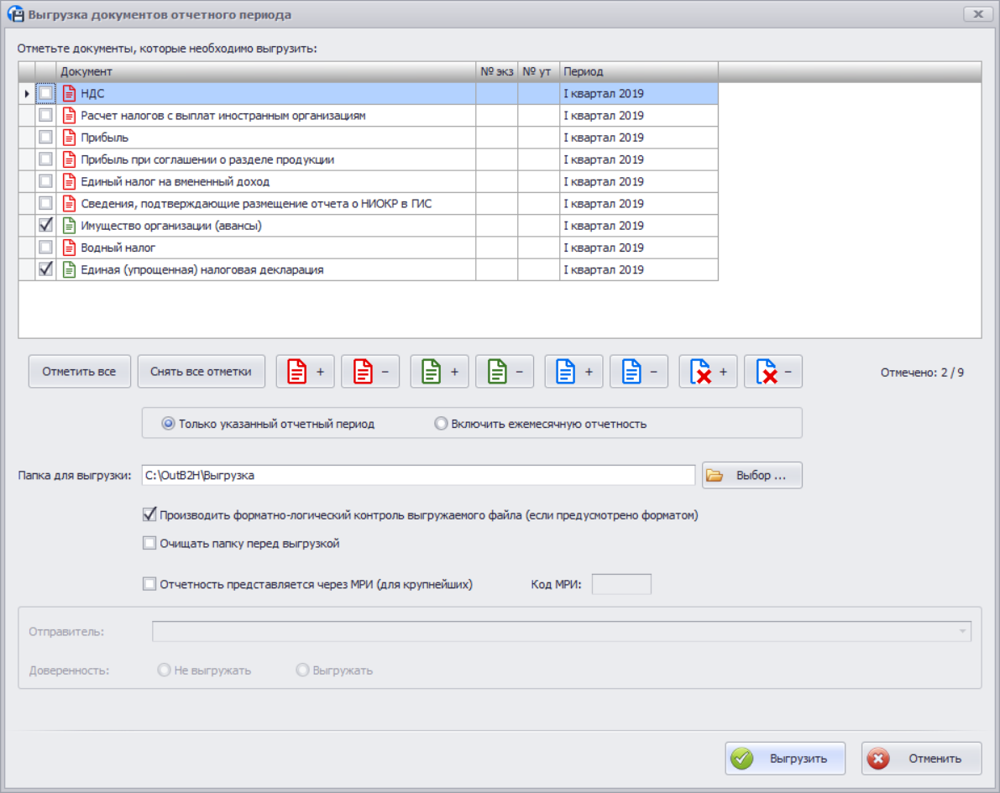 Выгрузка документов отчетного периода
Отметьте документы, которые необходимо выгрузить:
Документ № экз № ут Период
НДС I квартал 2019
Расчет налогов с выплат иностранным организациям I квартал 2019
Прибыль I квартал 2019
Прибыль при соглашении о разделе продукции I квартал 2019
Единый налог на вмененный доход I квартал 2019
Сведения, подтверждающие размещение отчета о НИОКР в ГИС I квартал 2019
Имущество организации (авансы) I квартал 2019
Водный налог I квартал 2019
Единая (упрощенная) налоговая декларация I квартал 2019
Отметить все Снять все отметки + − + − + − + − Отмечено: 2 / 9
Только указанный отчетный период Включить ежемесячную отчетность
Папка для выгрузки: C:\OutB2H\Выгрузка Выбор ...
Производить форматно-логический контроль выгружаемого файла (если предусмотрено форматом)
Очищать папку перед выгрузкой
Отчетность представляется через МРИ (для крупнейших) Код МРИ:
Отправитель:
Доверенность: Не выгружать Выгружать
Выгрузить Отменить